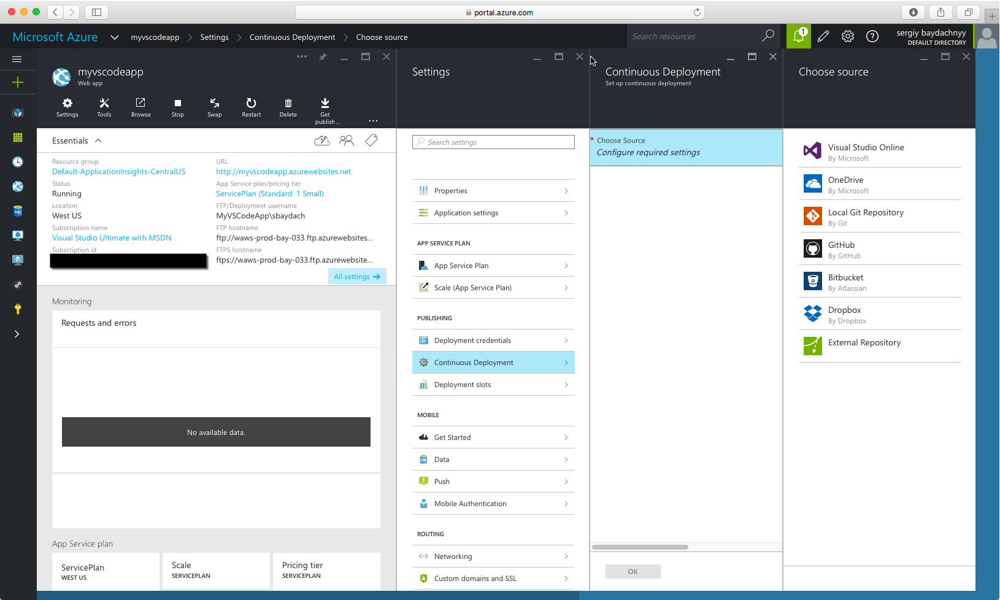 portal.azure.com
Microsoft Azure
myvscodeapp
Settings
Continuous Deployment
Choose source
Search resources
1
sergiy baydachnyy
DEFAULT DIRECTORY
myvscodeapp
Web app
Settings
Tools
Browse
Stop
Swap
Restart
Delete
Get
publish ...
Essentials
Resource group
Default-ApplicationInsights-CentralUS
Status
Running
Location
West US
Subscription name
Visual Studio Ultimate with MSDN
Subscription id
URL
http://myvscodeapp.azurewebsites.net
App Service plan/pricing tier
ServicePlan (Standard: 1 Small)
FTP/Deployment username
MyVSCodeApp\sbaydach
FTP hostname
ftp://waws-prod-bay-033.ftp.azurewebsites...
FTPS hostname
ftps://waws-prod-bay-033.ftp.azurewebsite...
All settings
Monitoring
Requests and errors
No available data.
App Service plan
ServicePlan
WEST US
Scale
SERVICEPLAN
Pricing tier
SERVICEPLAN
Settings
Search settings
Properties
Application settings
APP SERVICE PLAN
App Service Plan
Scale (App Service Plan)
PUBLISHING
Deployment credentials
Continuous Deployment
Deployment slots
MOBILE
Get Started
Data
Push
Mobile Authentication
ROUTING
Networking
Custom domains and SSL
Continuous Deployment
Set up continuous deployment
* Choose Source
Configure required settings
OK
Choose source
Visual Studio Online
By Microsoft
OneDrive
By Microsoft
Local Git Repository
By Git
GitHub
By GitHub
Bitbucket
By Atlassian
Dropbox
By Dropbox
External Repository